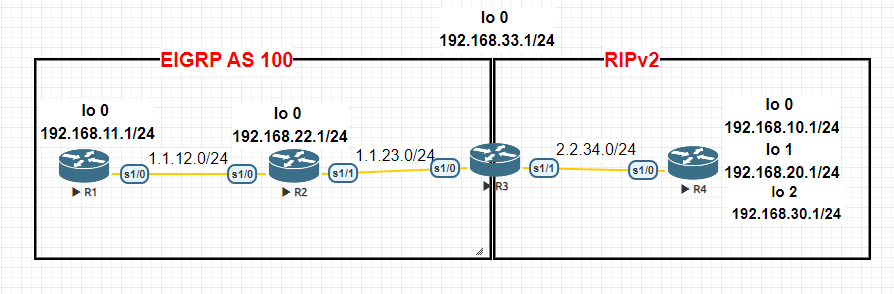 lo 0
192.168.33.1/24
EIGRP AS 100
RIPv2
lo 0
192.168.11.1/24
lo 0
192.168.22.1/24
lo 0
192.168.10.1/24
lo 1
192.168.20.1/24
lo 2
192.168.30.1/24
1.1.12.0/24
1.1.23.0/24
2.2.34.0/24
s1/0
s1/0
s1/1
s1/0
s1/1
s1/0
R1
R2
R3
R4